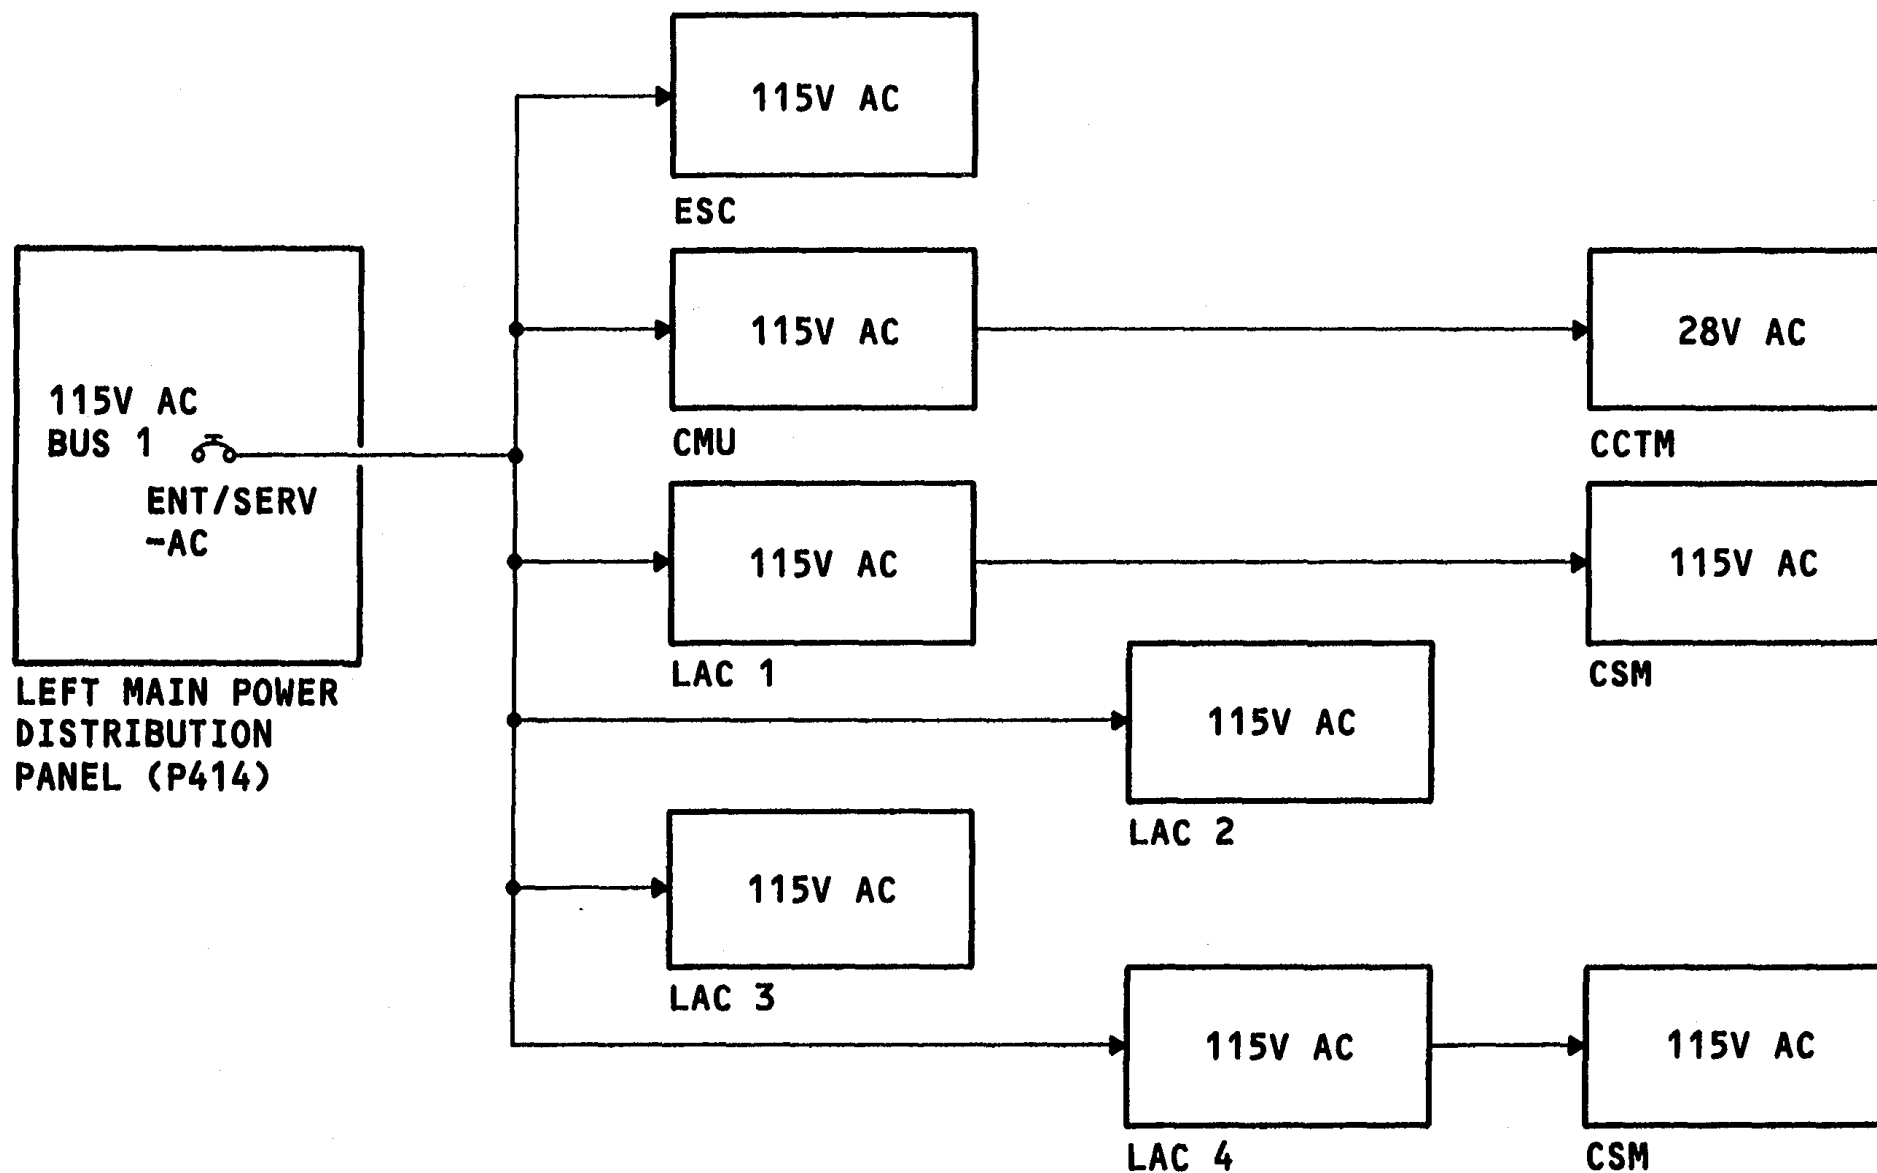 115V AC
ESC
115V AC
28V AC
115V AC
BUS 1
CMU
CCTM
ENT/SERV
-AC
115V AC
115V AC
LAC 1
CSM
LEFT MAIN POWER
DISTRIBUTION
PANEL (P414)
115V AC
LAC 2
115V AC
LAC 3
115V AC
115V AC
LAC 4
CSM